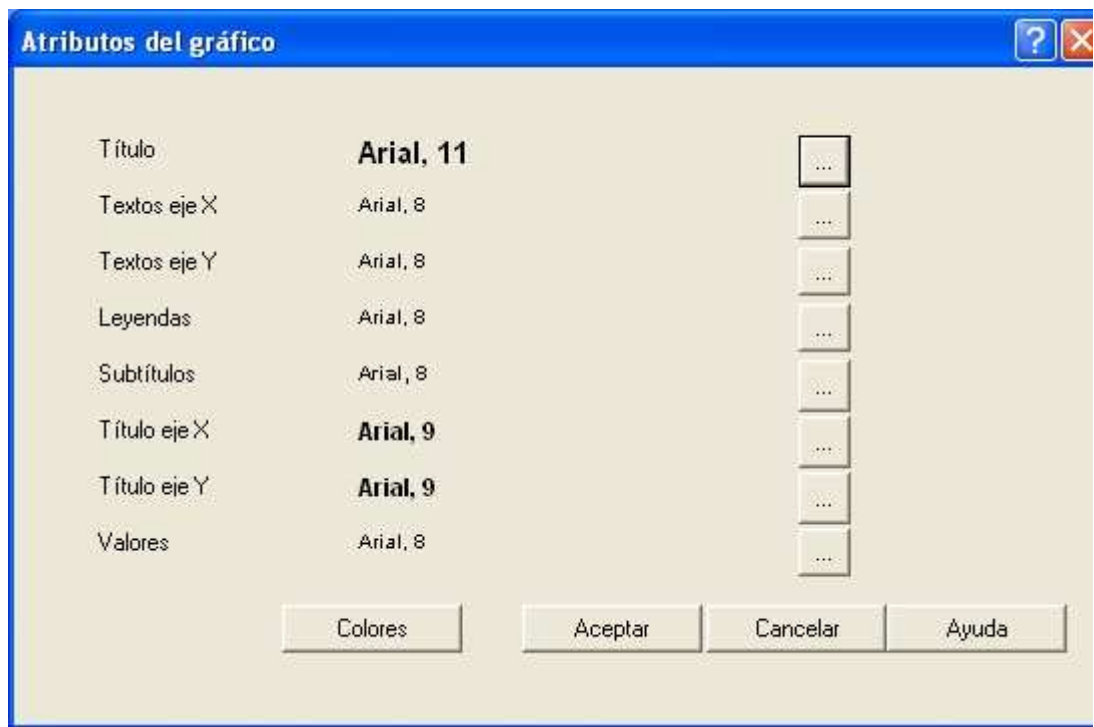 Atributos del gráfico ?
Título Arial, 11 ...
Textos eje X Arial, 8 ...
Textos eje Y Arial, 8 ...
Leyendas Arial, 8 ...
Subtítulos Arial, 8 ...
Título eje X Arial, 9 ...
Título eje Y Arial, 9 ...
Valores Arial, 8 ...
Colores Aceptar Cancelar Ayuda